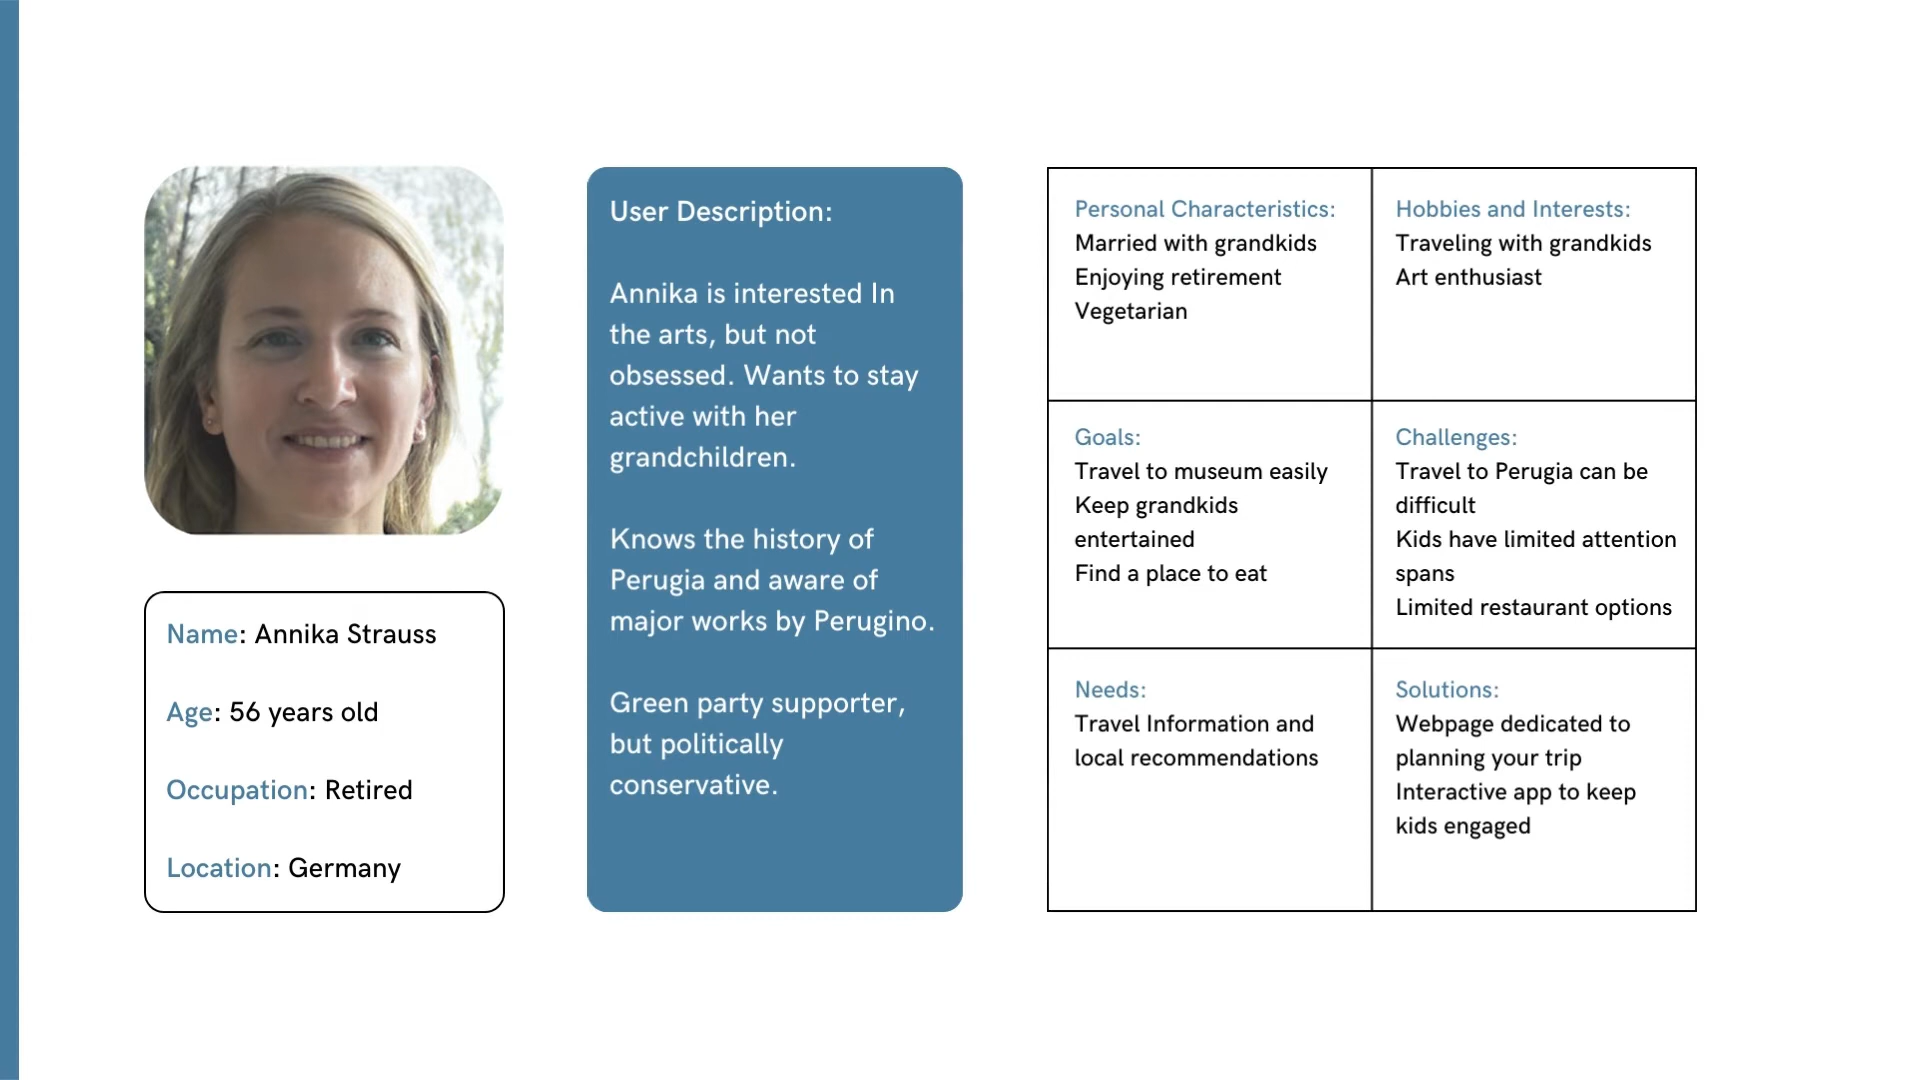 Name: Annika Strauss
Age: 56 years old
Occupation: Retired
Location: Germany
User Description:
Annika is interested In
the arts, but not
obsessed. Wants to stay
active with her
grandchildren.
Knows the history of
Perugia and aware of
major works by Perugino.
Green party supporter,
but politically
conservative.
Personal Characteristics:
Married with grandkids
Enjoying retirement
Vegetarian
Hobbies and Interests:
Traveling with grandkids
Art enthusiast
Goals:
Travel to museum easily
Keep grandkids
entertained
Find a place to eat
Challenges:
Travel to Perugia can be
difficult
Kids have limited attention
spans
Limited restaurant options
Needs:
Travel Information and
local recommendations
Solutions:
Webpage dedicated to
planning your trip
Interactive app to keep
kids engaged